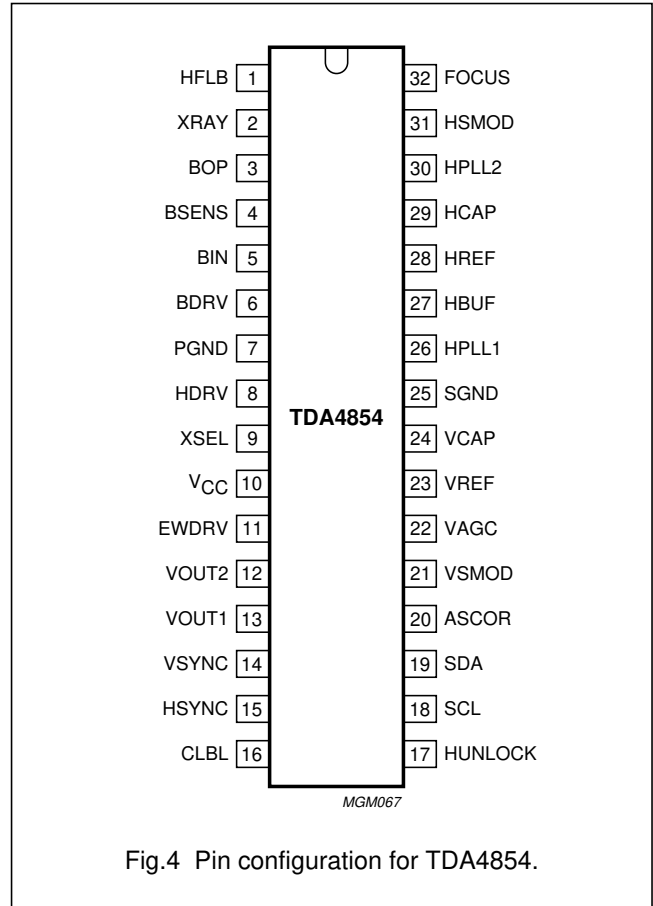 HFLB 1 32 FOCUS
XRAY 2 31 HSMOD
BOP 3 30 HPLL2
BSENS 4 29 HCAP
BIN 5 28 HREF
BDRV 6 27 HBUF
PGND 7 26 HPLL1
HDRV 8 25 SGND
TDA4854
XSEL 9 24 VCAP
VCC 10 23 VREF
EWDRV 11 22 VAGC
VOUT2 12 21 VSMOD
VOUT1 13 20 ASCOR
VSYNC 14 19 SDA
HSYNC 15 18 SCL
CLBL 16 17 HUNLOCK
MGM067
Fig.4 Pin configuration for TDA4854.